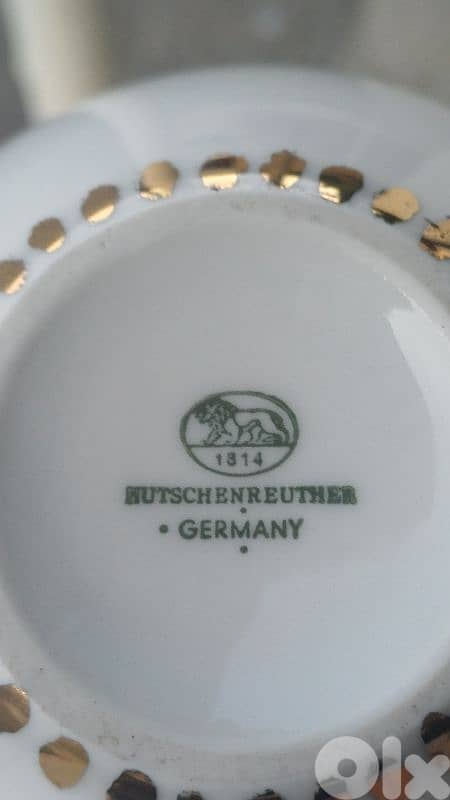 1814
HUTSCHENREUTHER
GERMANY
OLX